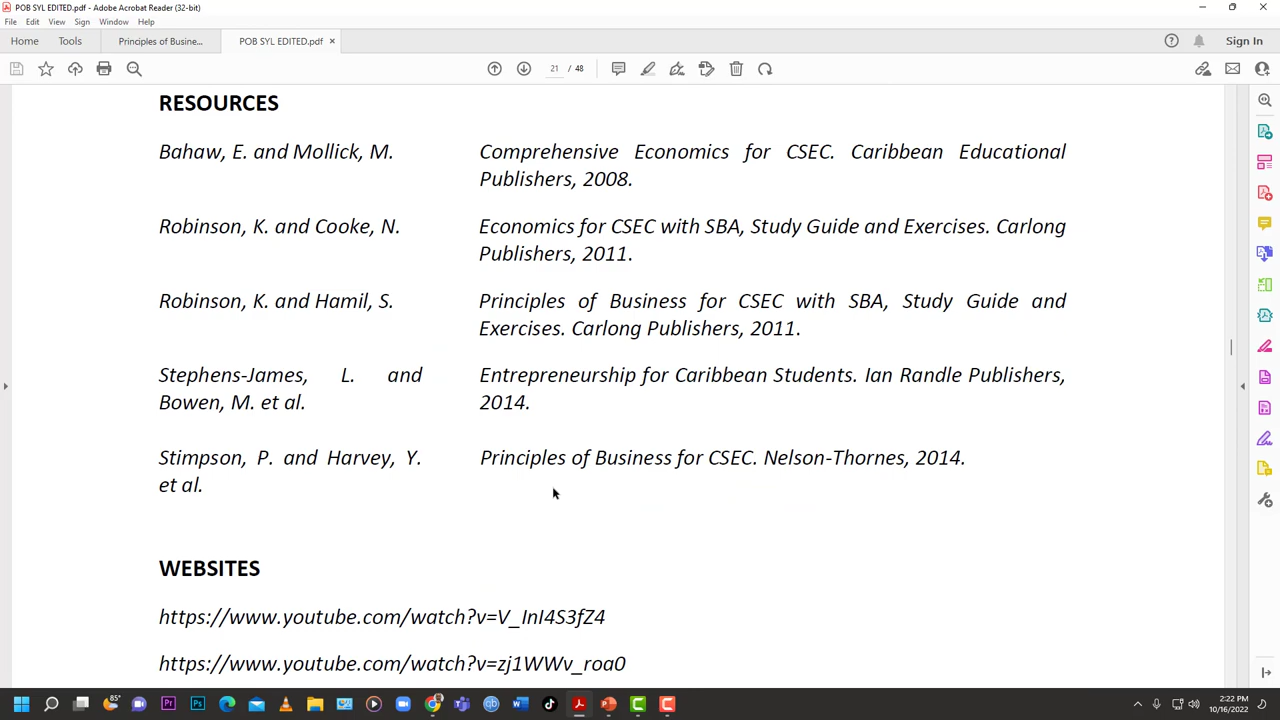 POB SYL EDITED.pdf - Adobe Acrobat Reader (32-bit)
File Edit View Sign Window Help
Home Tools Principles of Busine... POB SYL EDITED.pdf × Sign In
21 / 48
RESOURCES
Bahaw, E. and Mollick, M. Comprehensive Economics for CSEC. Caribbean Educational
Publishers, 2008.
Robinson, K. and Cooke, N. Economics for CSEC with SBA, Study Guide and Exercises. Carlong
Publishers, 2011.
Robinson, K. and Hamil, S. Principles of Business for CSEC with SBA, Study Guide and
Exercises. Carlong Publishers, 2011.
Stephens-James, L. and Entrepreneurship for Caribbean Students. Ian Randle Publishers,
Bowen, M. et al. 2014.
Stimpson, P. and Harvey, Y. Principles of Business for CSEC. Nelson-Thornes, 2014.
et al.
WEBSITES
https://www.youtube.com/watch?v=V_InI4S3fZ4
https://www.youtube.com/watch?v=zj1WWv_roa0
85° Pr Ps qb 2:22 PM
10/16/2022